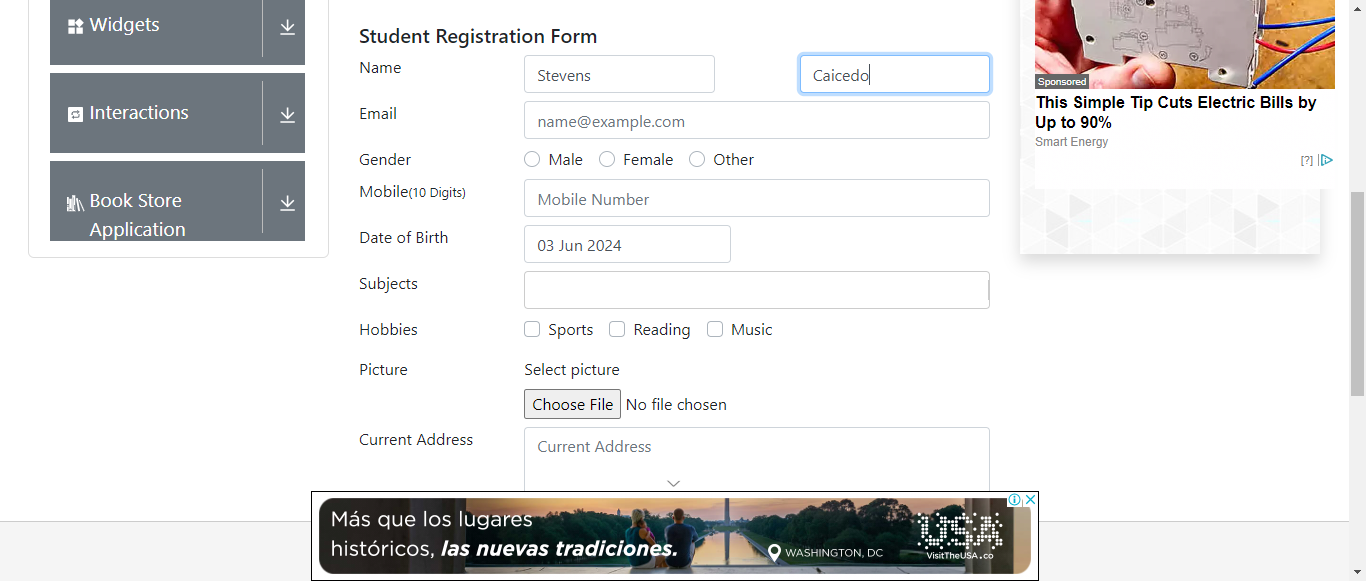 Widgets
Interactions
Book Store
Application
Student Registration Form
Name
Stevens
Caicedo
Email
name@example.com
Gender
Male
Female
Other
Mobile(10 Digits)
Mobile Number
Date of Birth
03 Jun 2024
Subjects
Hobbies
Sports
Reading
Music
Picture
Select picture
Choose File No file chosen
Current Address
Current Address
Sponsored
This Simple Tip Cuts Electric Bills by
Up to 90%
Smart Energy
[?]
Más que los lugares
históricos, las nuevas tradiciones.
WASHINGTON, DC
USA
VisitTheUSA.co